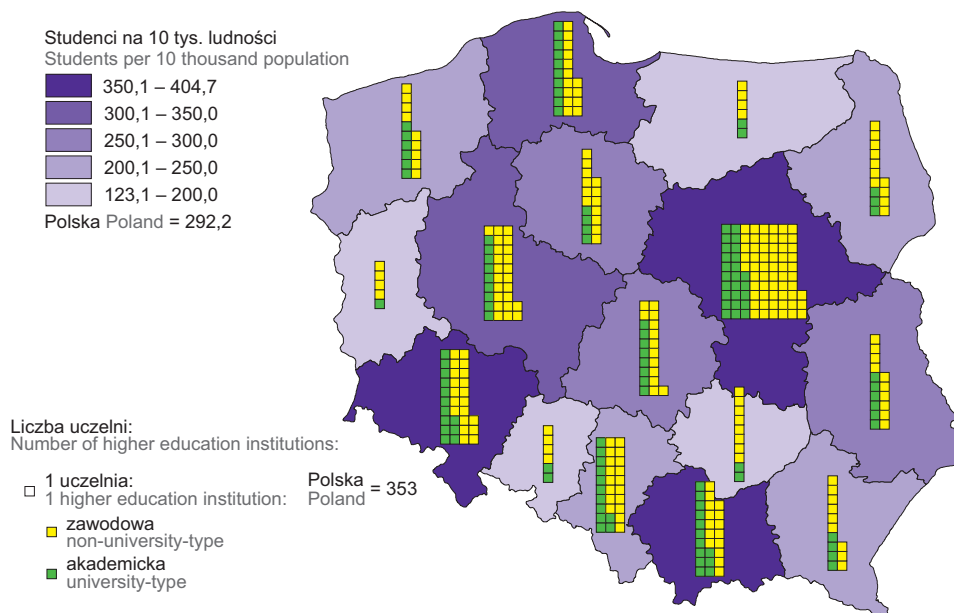 Studenci na 10 tys. ludności
Students per 10 thousand population
350,1 – 404,7
300,1 – 350,0
250,1 – 300,0
200,1 – 250,0
123,1 – 200,0
Polska Poland = 292,2
Liczba uczelni:
Number of higher education institutions:
1 uczelnia:
1 higher education institution:
Polska
Poland
= 353
zawodowa
non-university-type
akademicka
university-type